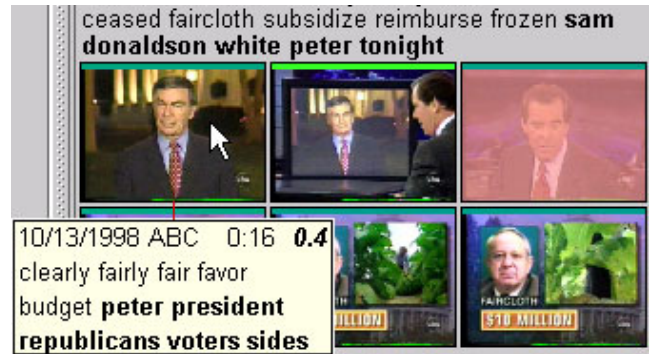 ceased faircloth subsidize reimburse frozen sam
donaldson white peter tonight
10/13/1998 ABC 0:16 0.4
clearly fairly fair favor
budget peter president
republicans voters sides
FAIRCLOTH
$10 MILLION